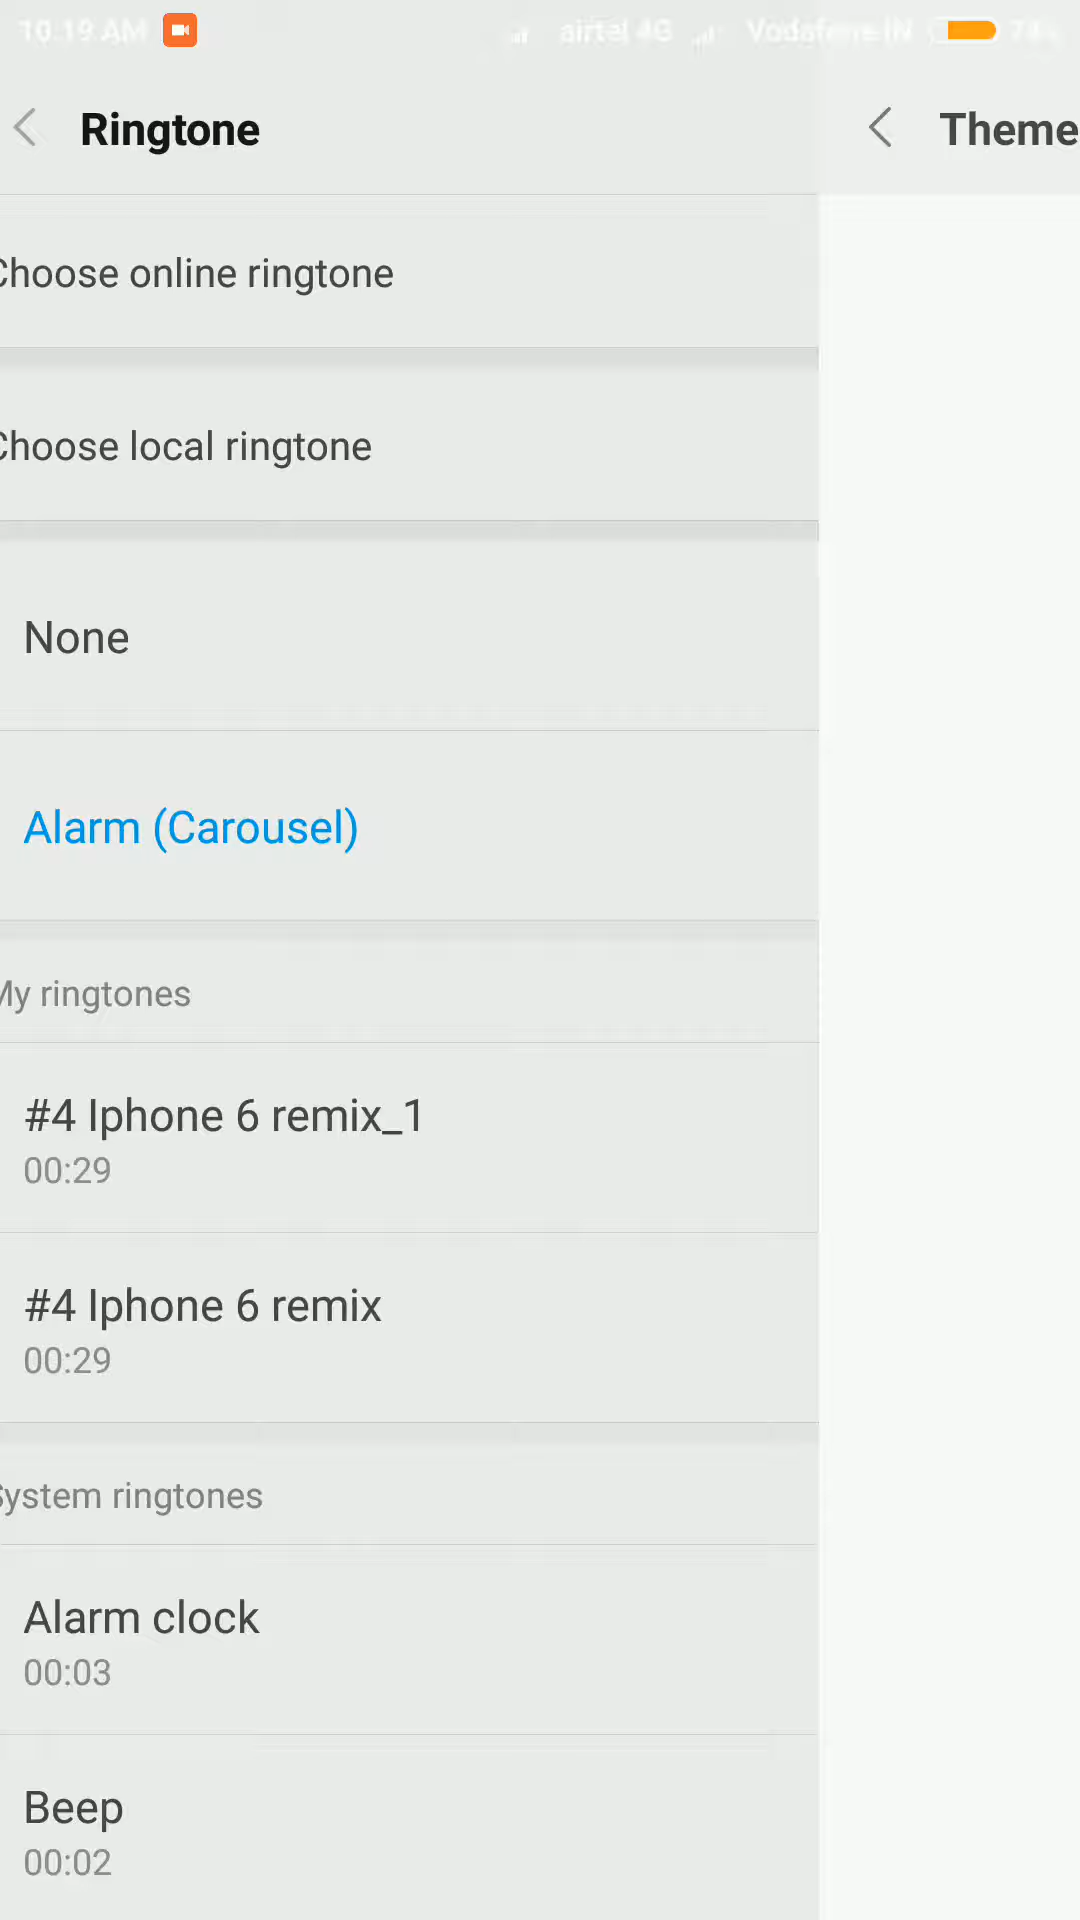 10:19 AM airtel 4G Vodafone IN
Ringtone
Theme
Choose online ringtone
Choose local ringtone
None
Alarm (Carousel)
My ringtones
#4 Iphone 6 remix_1
00:29
#4 Iphone 6 remix
00:29
System ringtones
Alarm clock
00:03
Beep
00:02